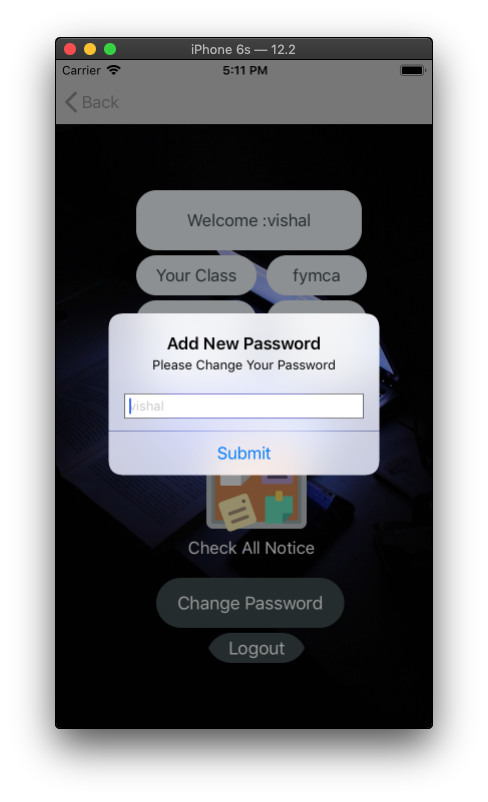 iPhone 6s — 12.2
Carrier 5:11 PM
Back
Welcome :vishal
Your Class fymca
Add New Password
Please Change Your Password
vishal
Submit
Check All Notice
Change Password
Logout